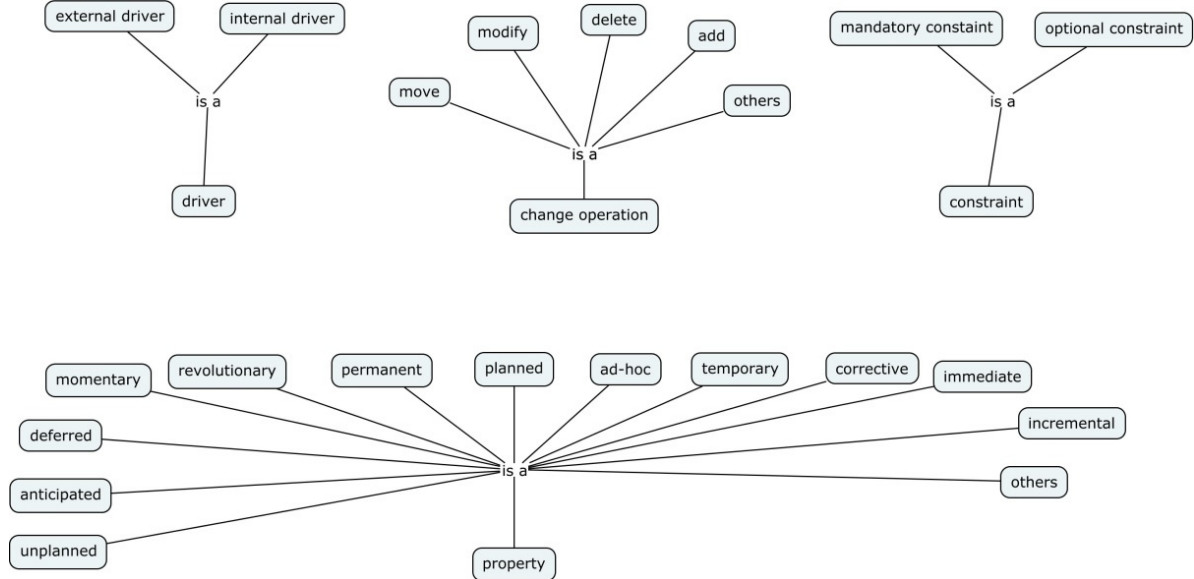 external driver
internal driver
is a
driver
modify
delete
add
move
others
is a
change operation
mandatory constaint
optional constraint
is a
constraint
momentary
revolutionary
permanent
planned
ad-hoc
temporary
corrective
immediate
deferred
incremental
anticipated
is a
others
unplanned
property